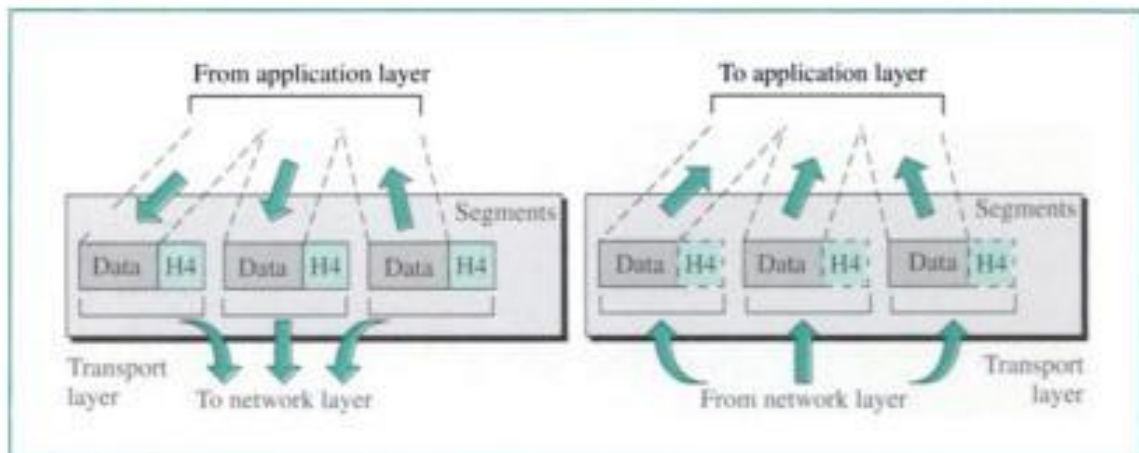 From application layer
Segments
Data H4 Data H4 Data H4
Transport
layer
To network layer
To application layer
Segments
Data H4 Data H4 Data H4
From network layer
Transport
layer